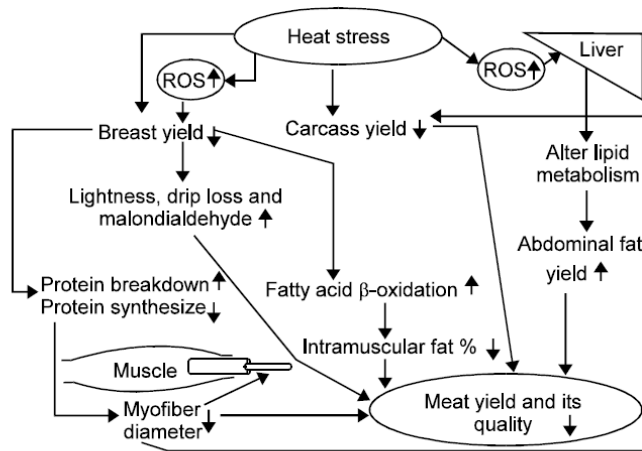 Heat stress
ROS
ROS
Liver
Breast yield
Carcass yield
Alter lipid
metabolism
Lightness, drip loss and
malondialdehyde
Abdominal fat
yield
Protein breakdown
Protein synthesize
Fatty acid β-oxidation
Intramuscular fat %
Muscle
Myofiber
diameter
Meat yield and its
quality